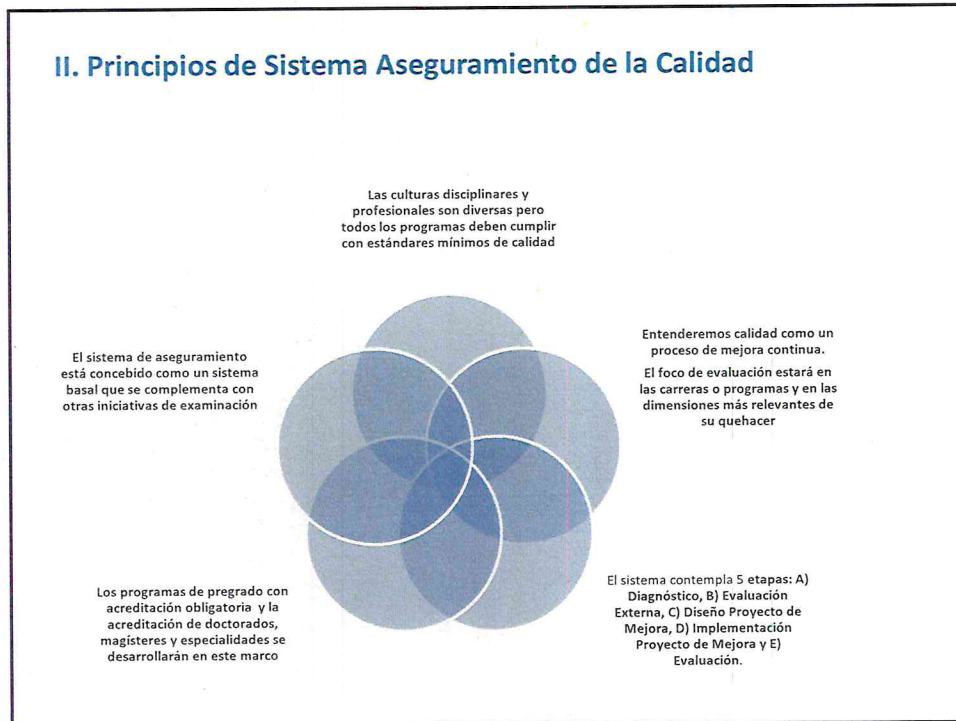 II. Principios de Sistema Aseguramiento de la Calidad
Las culturas disciplinares y
profesionales son diversas pero
todos los programas deben cumplir
con estándares mínimos de calidad
Entenderemos calidad como un
proceso de mejora continua.
El foco de evaluación estará en
las carreras o programas y en las
dimensiones más relevantes de
su quehacer
El sistema contempla 5 etapas: A)
Diagnóstico, B) Evaluación
Externa, C) Diseño Proyecto de
Mejora, D) Implementación
Proyecto de Mejora y E)
Evaluación.
Los programas de pregrado con
acreditación obligatoria y la
acreditación de doctorados,
magísteres y especialidades se
desarrollarán en este marco
El sistema de aseguramiento
está concebido como un sistema
basal que se complementa con
otras iniciativas de examinación